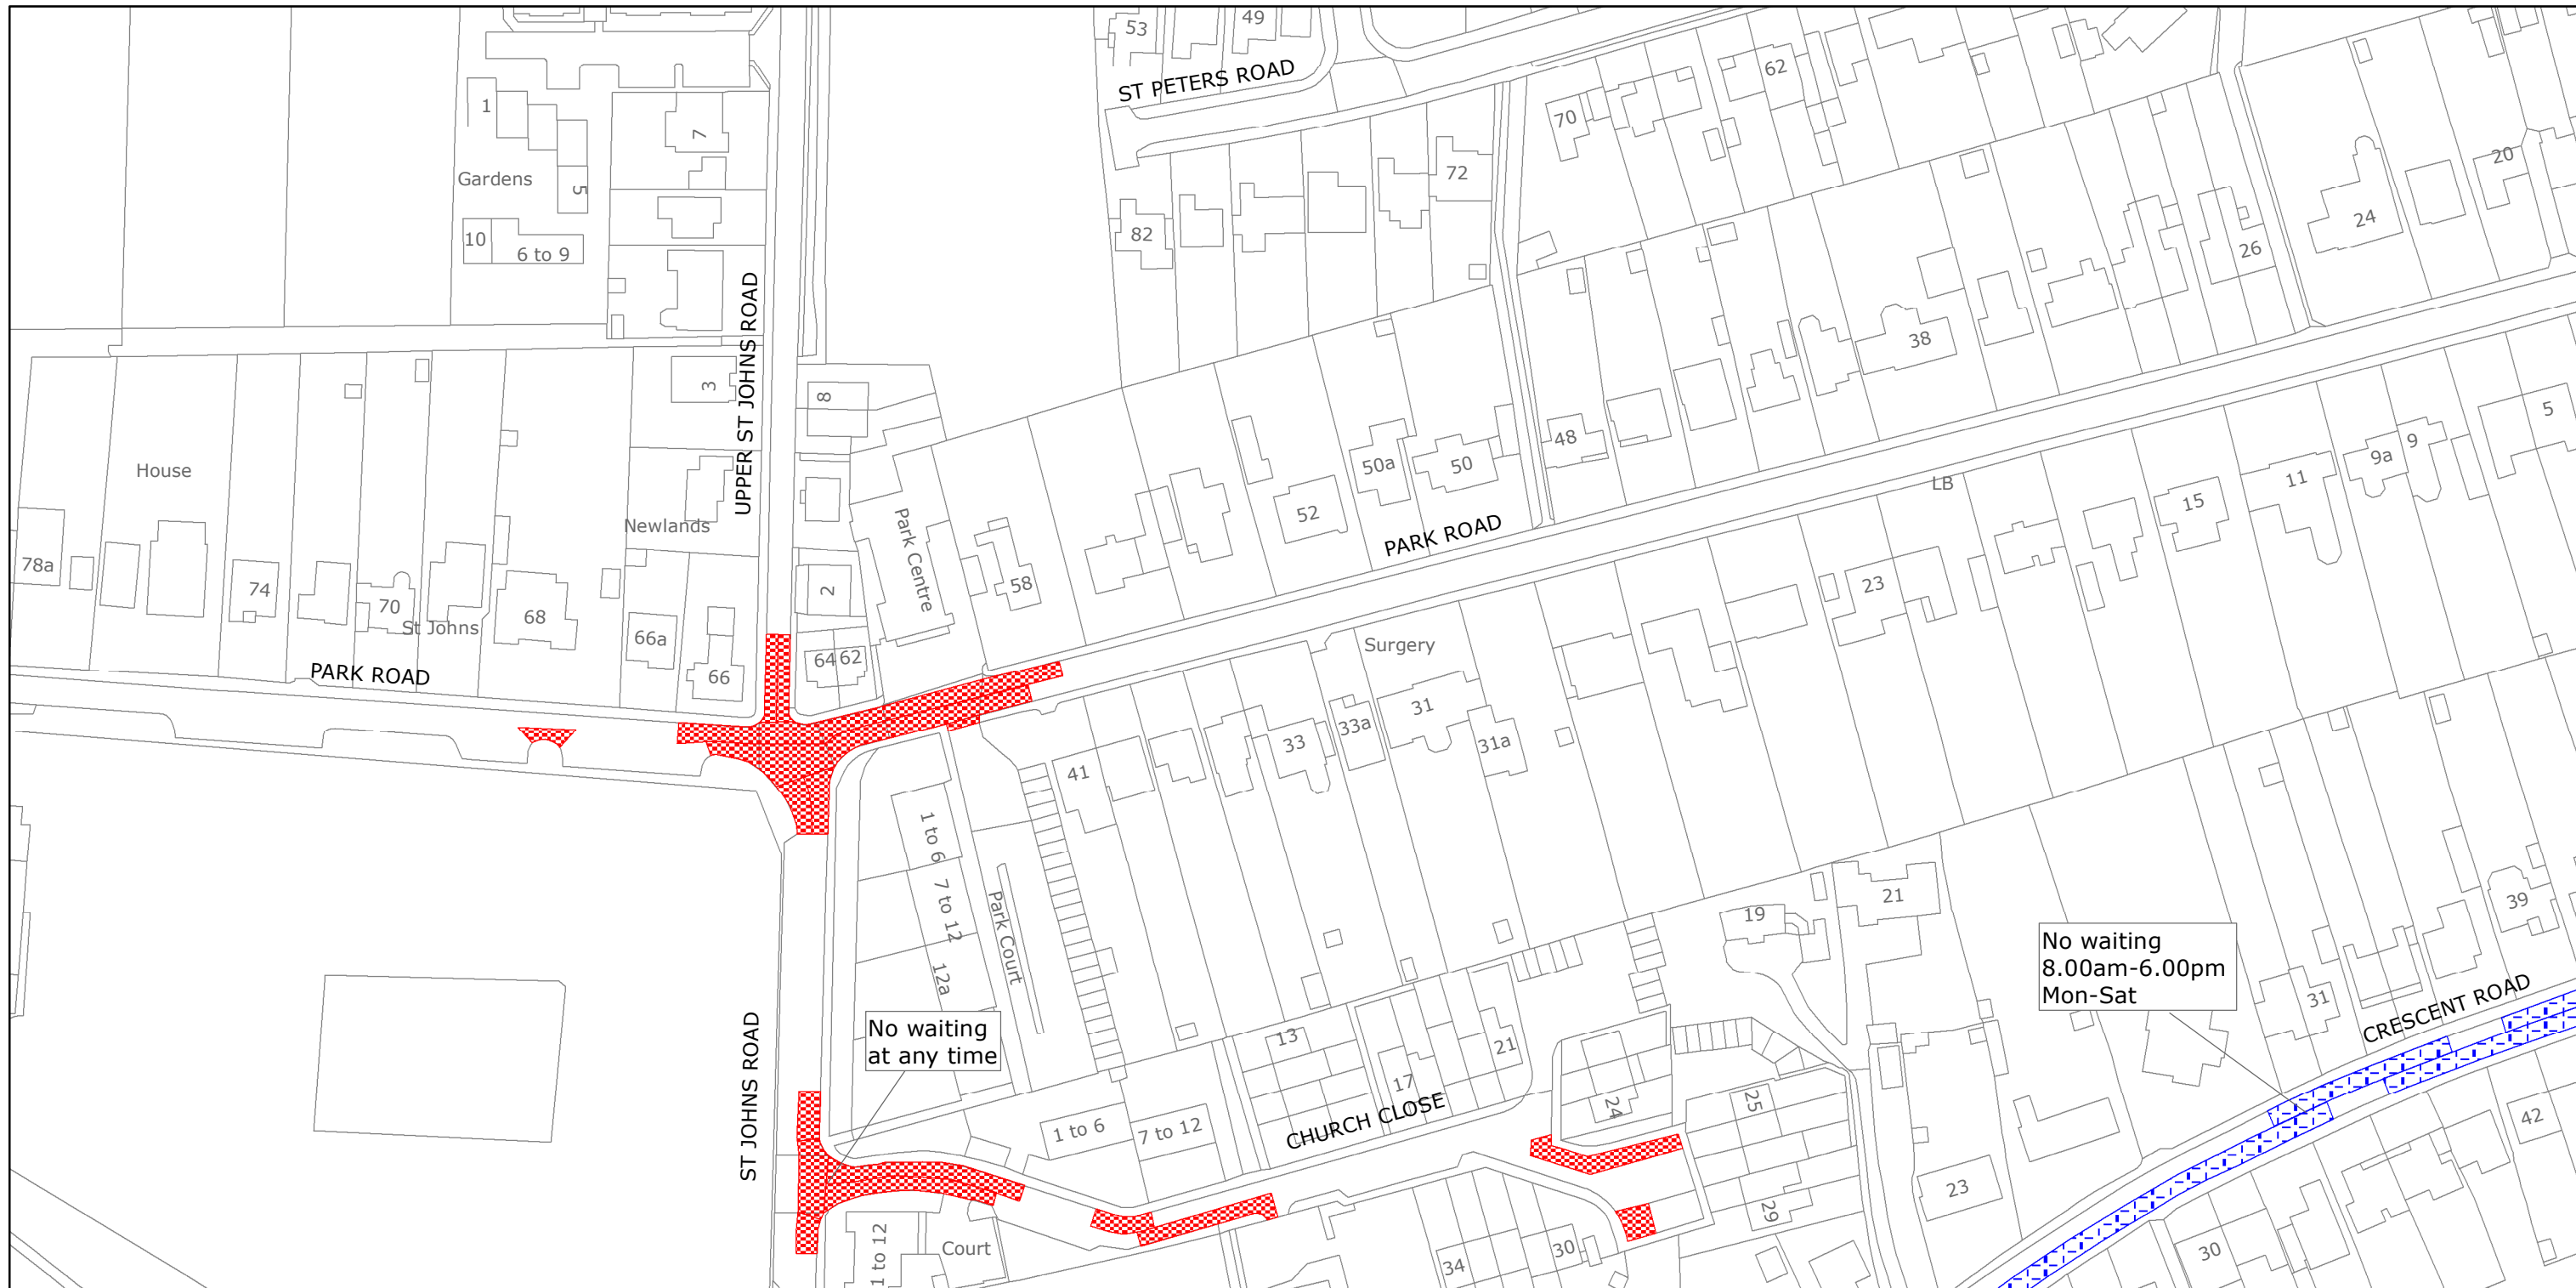 53
49
ST PETERS ROAD
62
70
1
7
Gardens
5
10
6 to 9
82
72
20
24
26
UPPER ST JOHNS ROAD
3
8
38
House
Newlands
Park Centre
50a
50
48
52
PARK ROAD
LB
5
9
9a
11
15
78a
74
70
St Johns
68
66a
66
2
64
62
58
23
PARK ROAD
Surgery
31
33a
33
31a
41
1 to 6
7 to 12
12a
Park Court
19
21
39
No waiting
8.00am-6.00pm
Mon-Sat
31
CRESCENT ROAD
ST JOHNS ROAD
No waiting
at any time
13
17
21
24
25
CHURCH CLOSE
1 to 6
7 to 12
42
23
29
1 to 12
Court
34
30
30